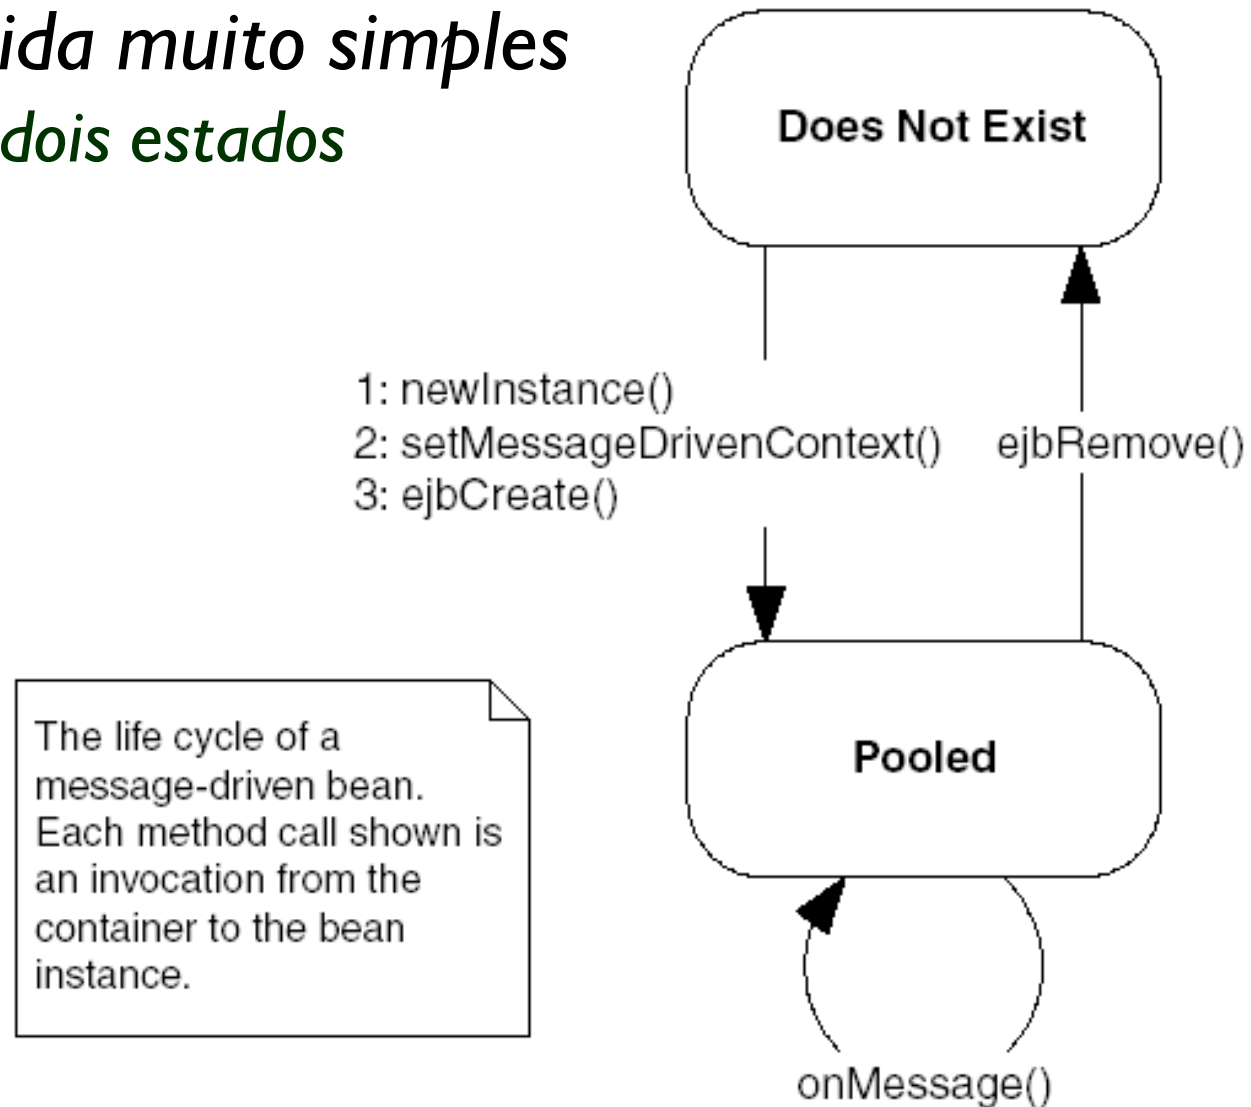 ida muito simples
dois estados
Does Not Exist
1: newInstance()
2: setMessageDrivenContext()
3: ejbCreate()
ejbRemove()
The life cycle of a
message-driven bean.
Each method call shown is
an invocation from the
container to the bean
instance.
Pooled
onMessage()